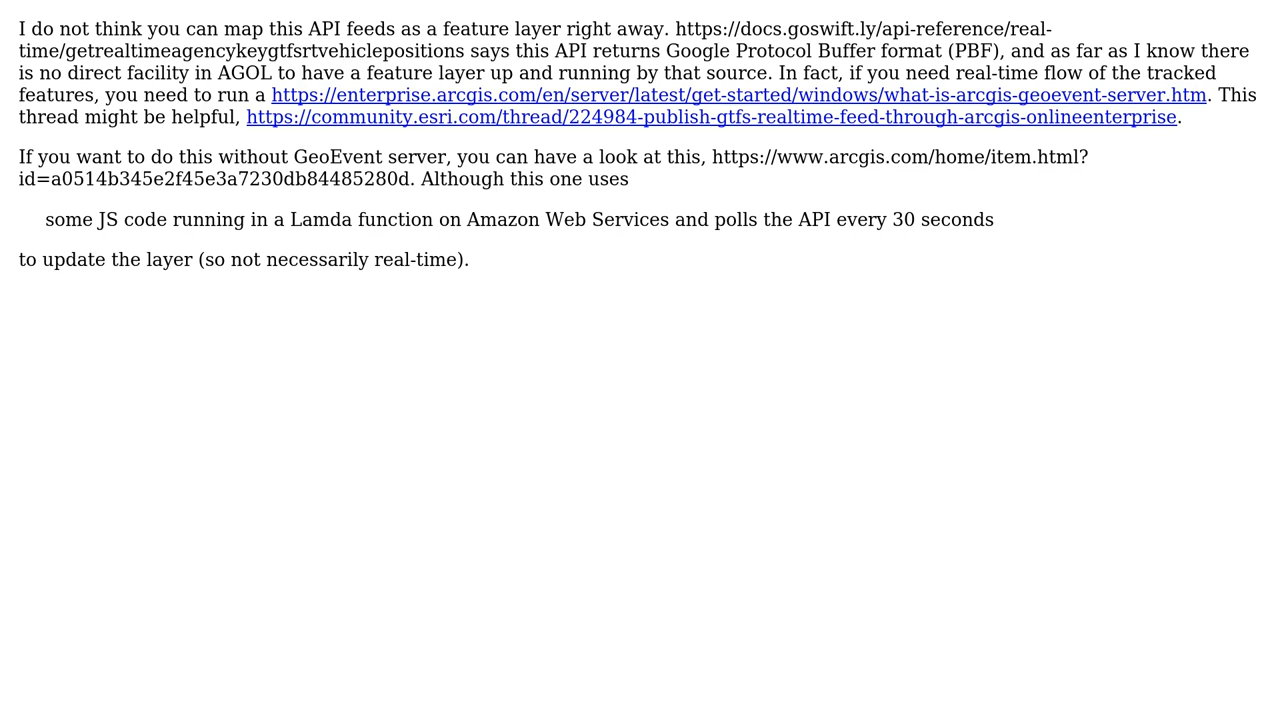 I do not think you can map this API feeds as a feature layer right away. https://docs.goswift.ly/api-reference/real-
time/getrealtimeagencykeygtfsrtvehiclepositions says this API returns Google Protocol Buffer format (PBF), and as far as I know there
is no direct facility in AGOL to have a feature layer up and running by that source. In fact, if you need real-time flow of the tracked
features, you need to run a https://enterprise.arcgis.com/en/server/latest/get-started/windows/what-is-arcgis-geoevent-server.htm. This
thread might be helpful, https://community.esri.com/thread/224984-publish-gtfs-realtime-feed-through-arcgis-onlineenterprise.
If you want to do this without GeoEvent server, you can have a look at this, https://www.arcgis.com/home/item.html?
id=a0514b345e2f45e3a7230db84485280d. Although this one uses
some JS code running in a Lamda function on Amazon Web Services and polls the API every 30 seconds
to update the layer (so not necessarily real-time).